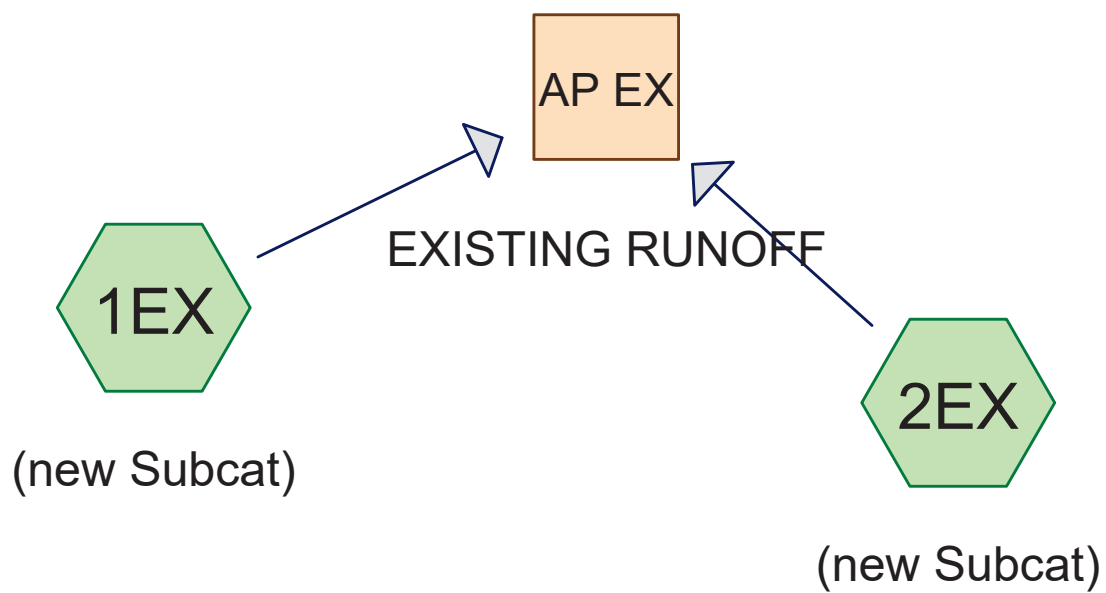 AP EX
EXISTING RUNOFF
1EX
(new Subcat)
2EX
(new Subcat)